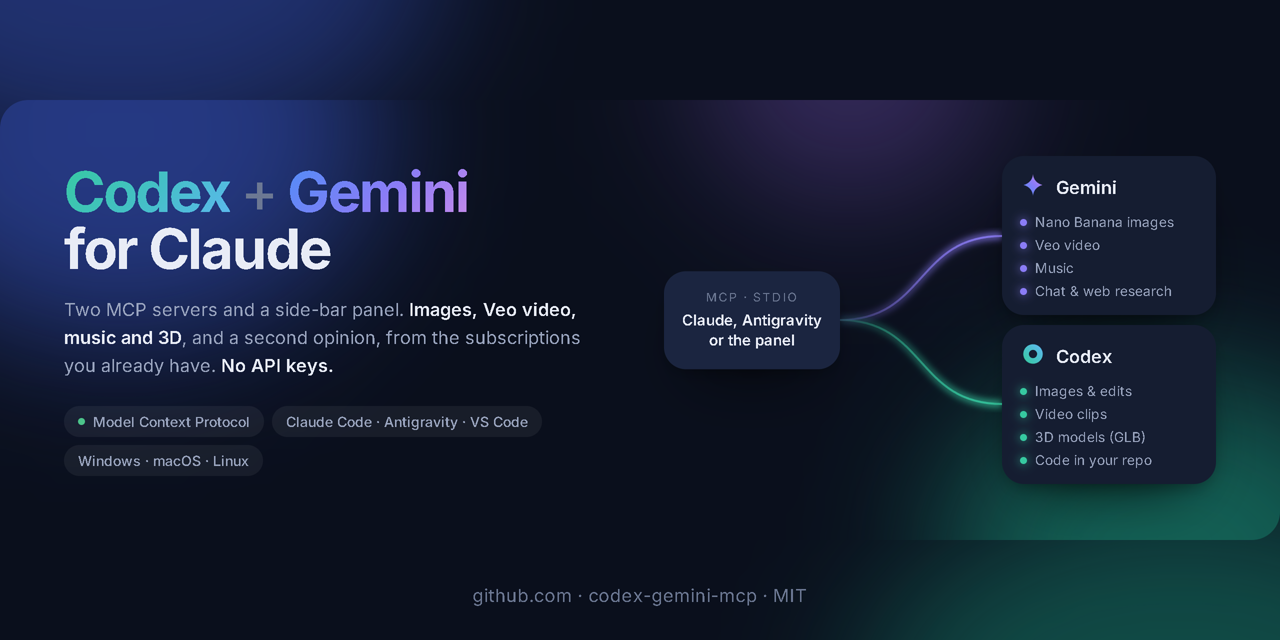 Codex + Gemini
for Claude
Two MCP servers and a side-bar panel. Images, Veo video,
music and 3D, and a second opinion, from the subscriptions
you already have. No API keys.
Model Context Protocol
Claude Code · Antigravity · VS Code
Windows · macOS · Linux
MCP · STDIO
Claude, Antigravity
or the panel
Gemini
Nano Banana images
Veo video
Music
Chat & web research
Codex
Images & edits
Video clips
3D models (GLB)
Code in your repo
github.com · codex-gemini-mcp · MIT